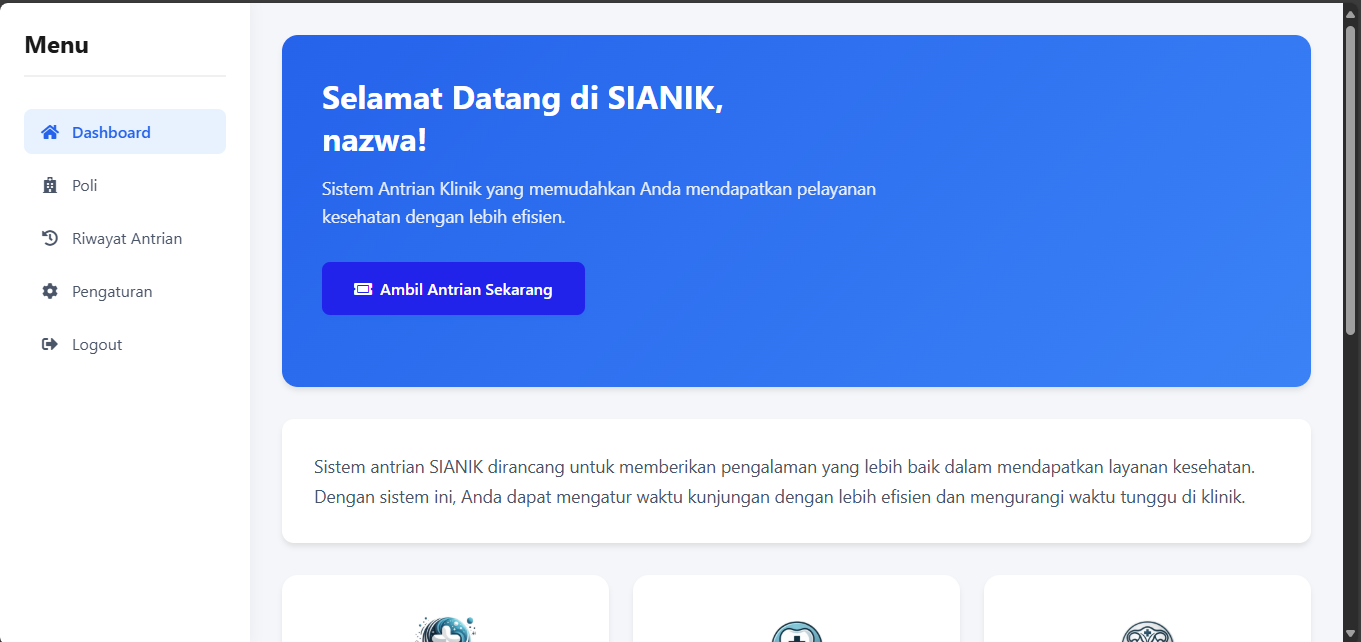 Menu
Dashboard
Poli
Riwayat Antrian
Pengaturan
Logout
Selamat Datang di SIANIK,
nazwa!
Sistem Antrian Klinik yang memudahkan Anda mendapatkan pelayanan
kesehatan dengan lebih efisien.
Ambil Antrian Sekarang
Sistem antrian SIANIK dirancang untuk memberikan pengalaman yang lebih baik dalam mendapatkan layanan kesehatan.
Dengan sistem ini, Anda dapat mengatur waktu kunjungan dengan lebih efisien dan mengurangi waktu tunggu di klinik.